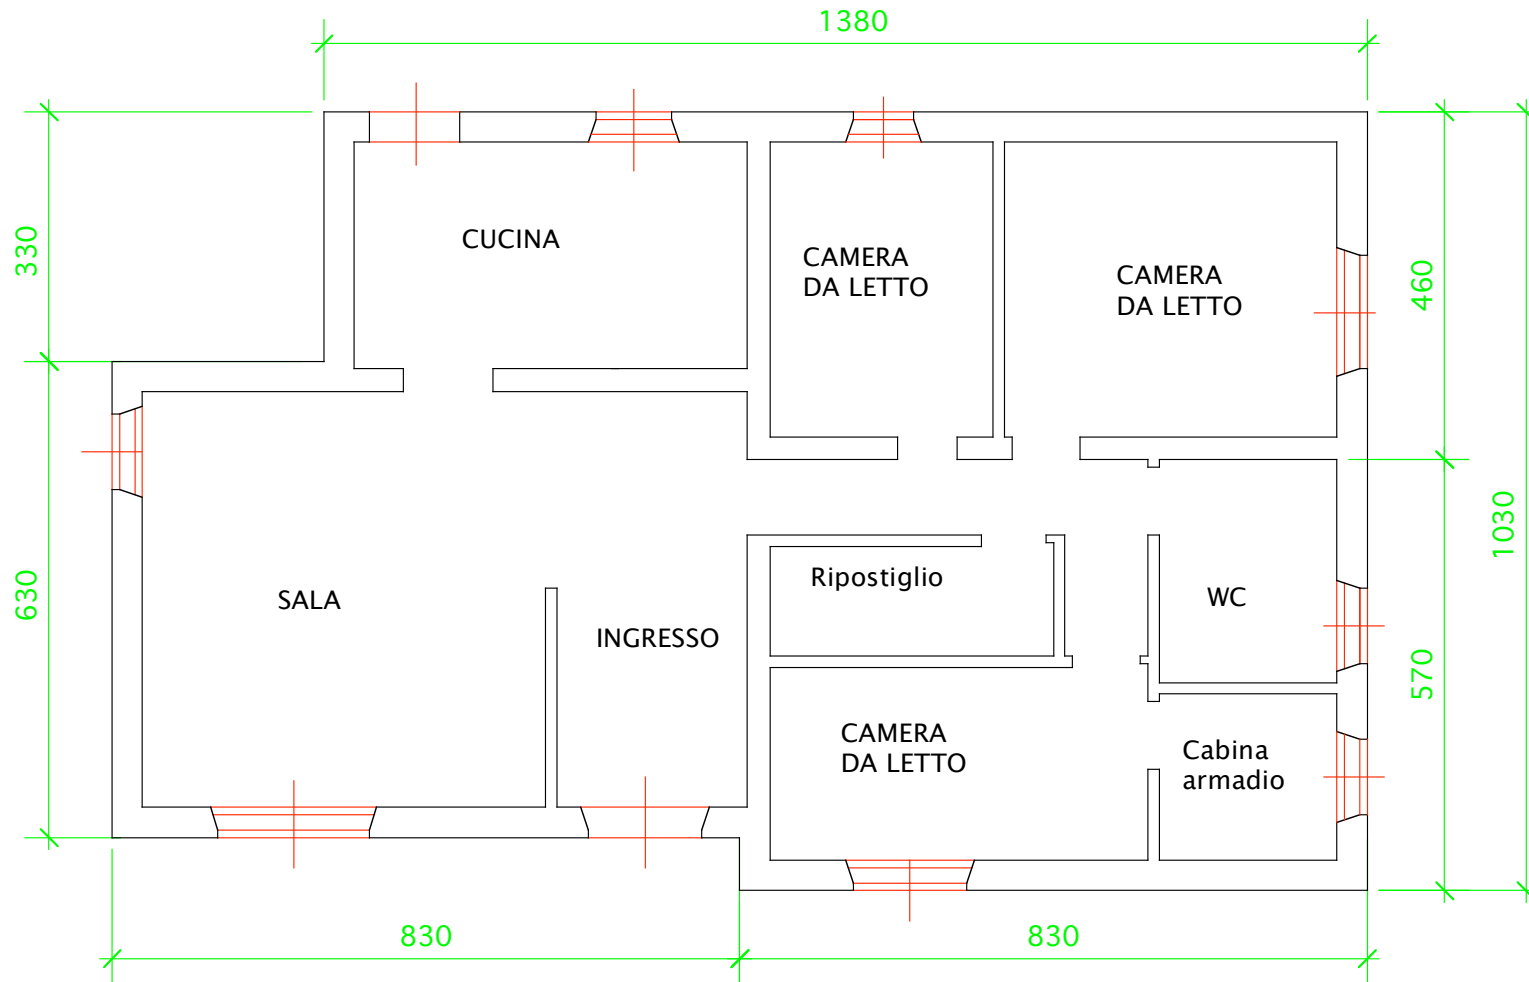 1380
330
CUCINA
CAMERA
DA LETTO
CAMERA
DA LETTO
460
1030
630
SALA
INGRESSO
Ripostiglio
WC
570
CAMERA
DA LETTO
Cabina
armadio
830
830